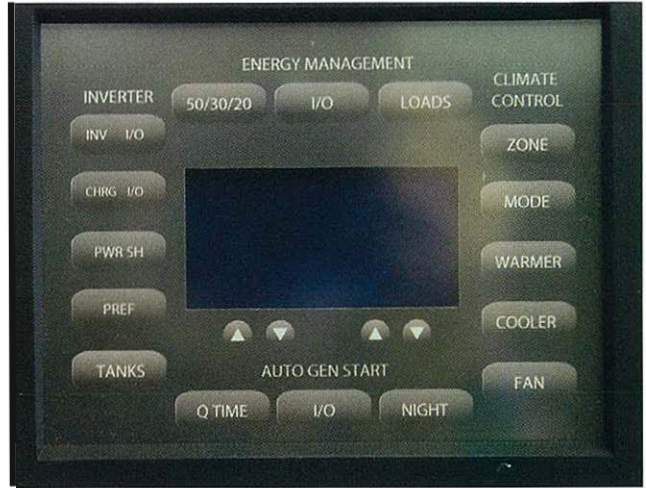 ENERGY MANAGEMENT
INVERTER
CLIMATE
CONTROL
50/30/20 I/O LOADS
INV I/O
CHRG I/O
PWR SH
PREF
TANKS
ZONE
MODE
WARMER
COOLER
FAN
AUTO GEN START
Q TIME I/O NIGHT